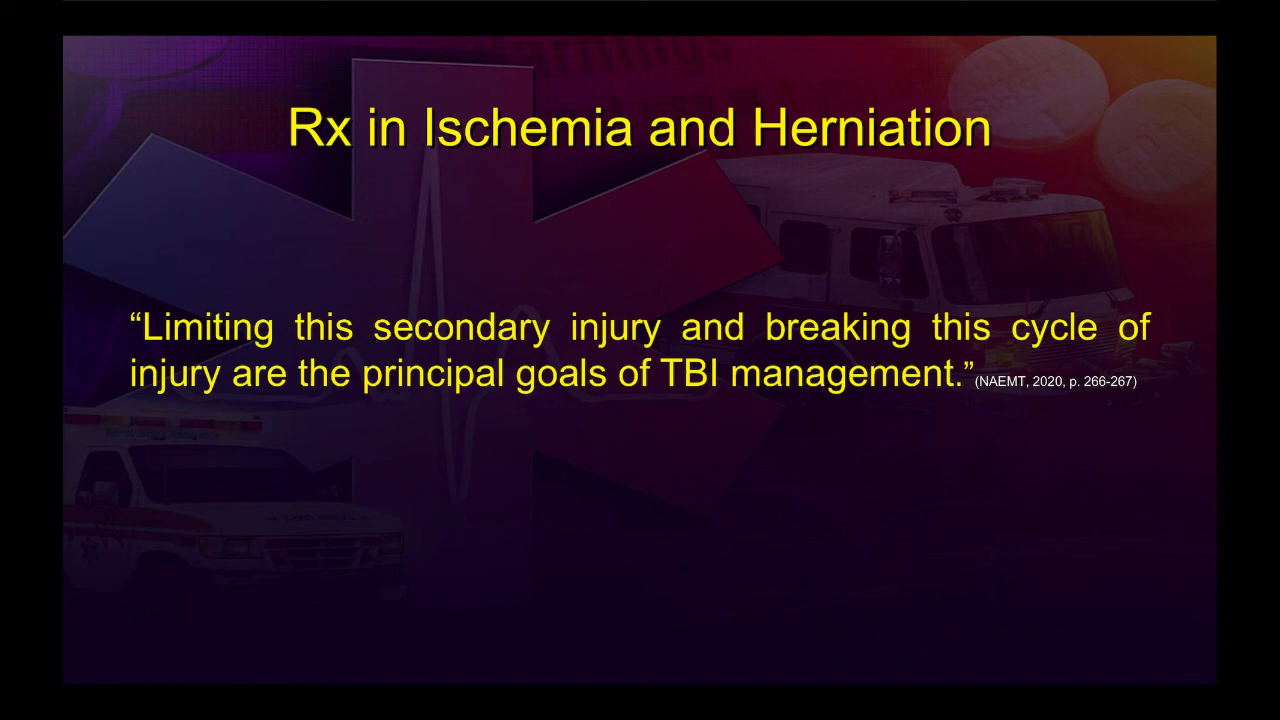 Rx in Ischemia and Herniation
“Limiting this secondary injury and breaking this cycle of
injury are the principal goals of TBI management.” (NAEMT, 2020, p. 266-267)